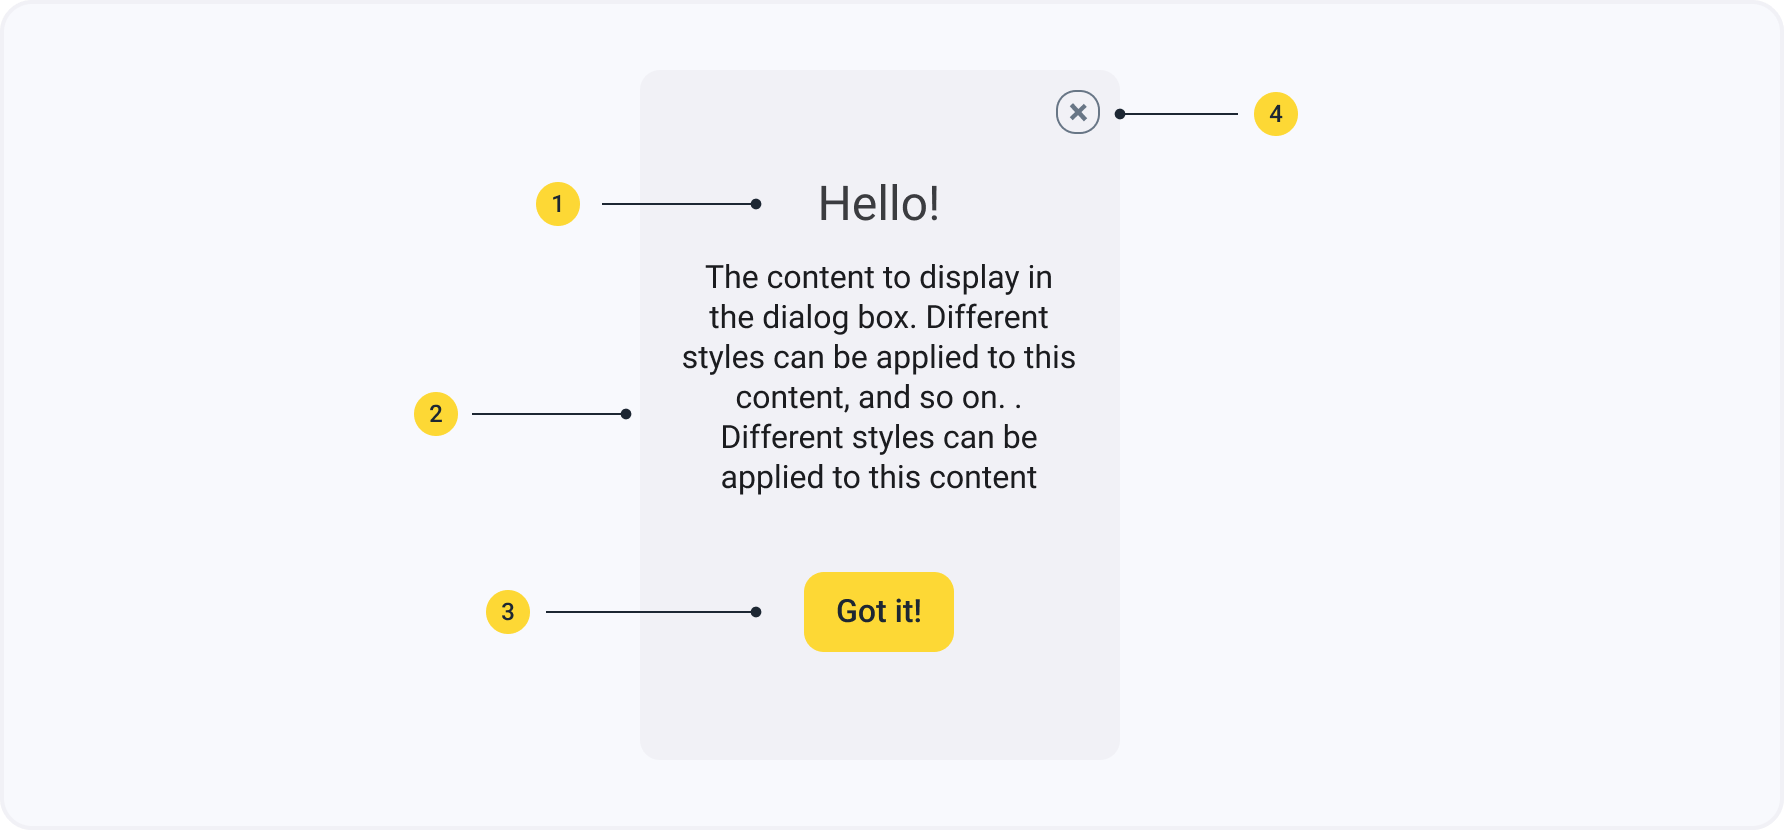 4
1
Hello!
The content to display in
the dialog box. Different
styles can be applied to this
content, and so on. .
2
Different styles can be
applied to this content
3
Got it!